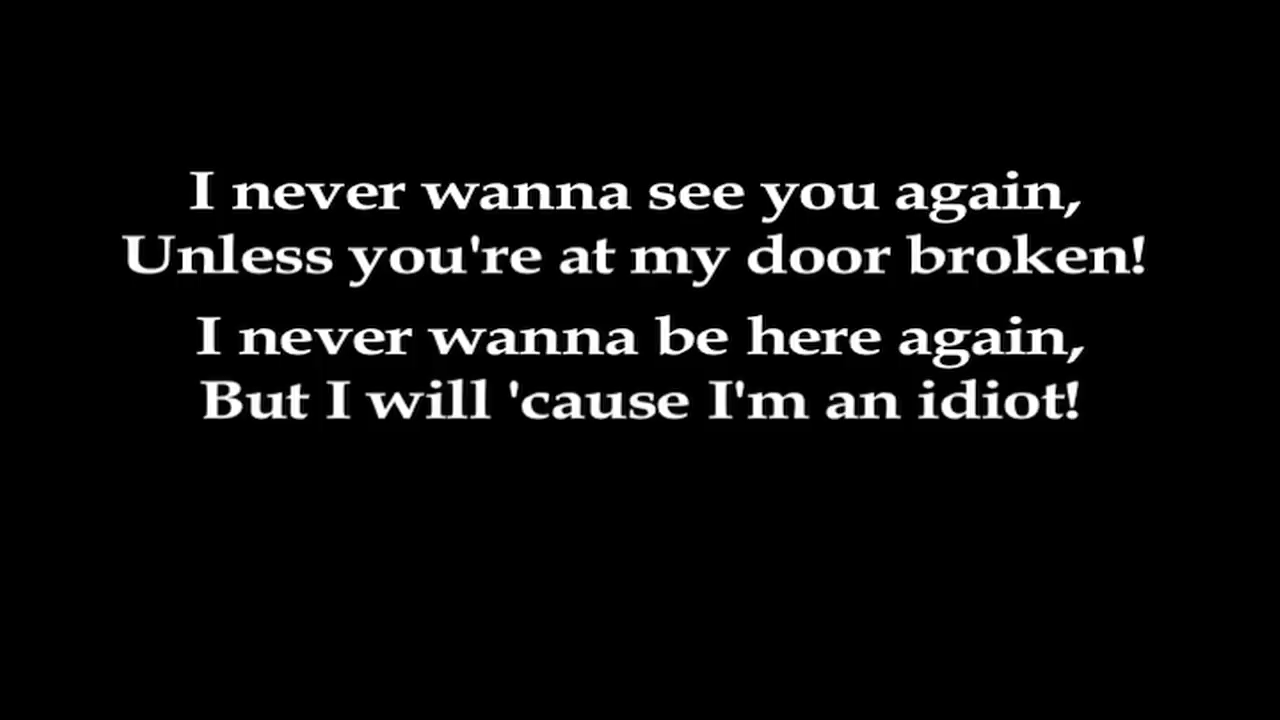 I never wanna see you again,
Unless you're at my door broken!
I never wanna be here again,
But I will 'cause I'm an idiot!